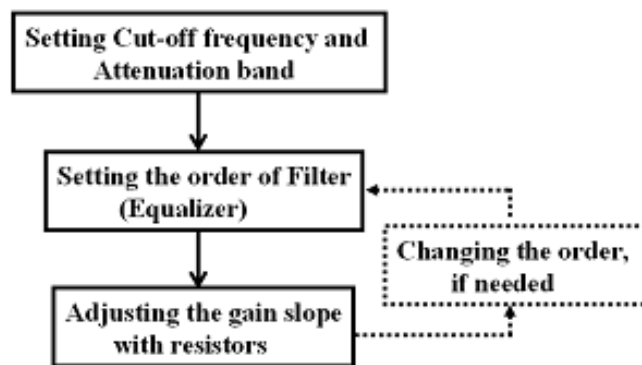 Setting Cut-off frequency and
Attenuation band
Setting the order of Filter
(Equalizer)
Changing the order,
if needed
Adjusting the gain slope
with resistors